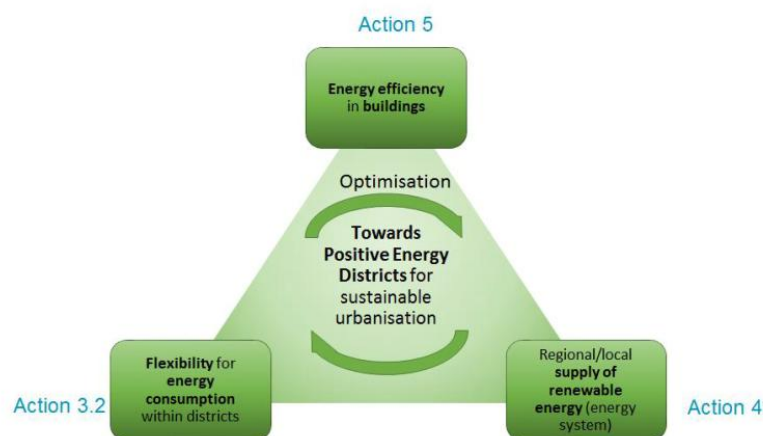 Action 5
Energy efficiency
in buildings
Optimisation
Towards
Positive Energy
Districts for
sustainable
urbanisation
Flexibility for
energy
consumption
within districts
Action 3.2
Regional/local
supply of
renewable
energy (energy
system)
Action 4